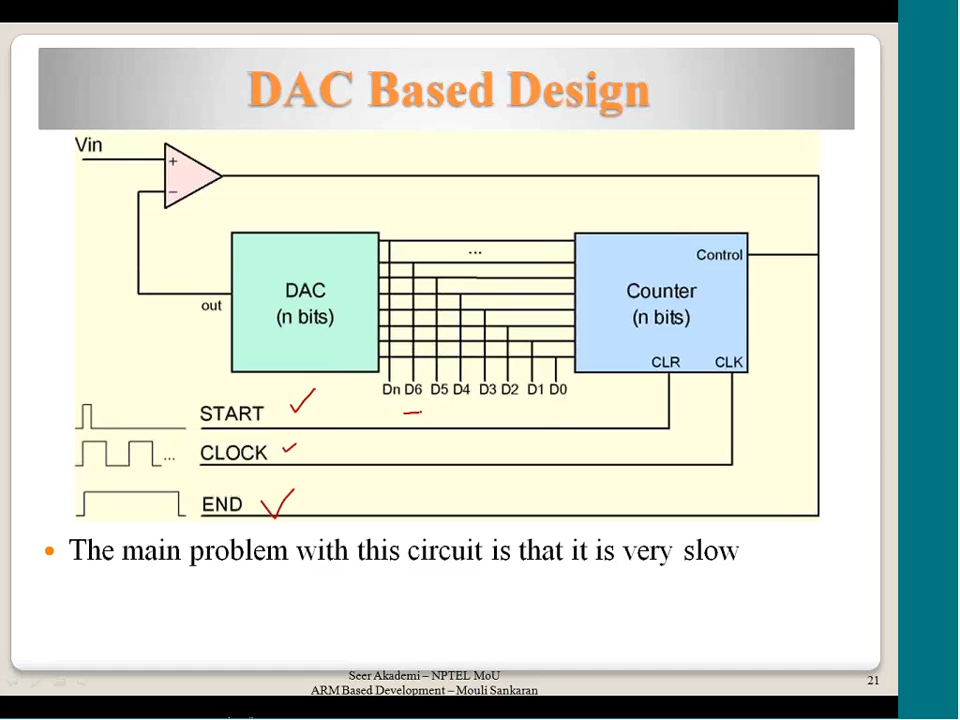 DAC Based Design
Vin
+
−
...
Control
DAC
(n bits)
Counter
(n bits)
out
CLR CLK
Dn D6 D5 D4 D3 D2 D1 D0
START
CLOCK
...
END
• The main problem with this circuit is that it is very slow
Seer Akademi – NPTEL MoU
ARM Based Development – Mouli Sankaran
21